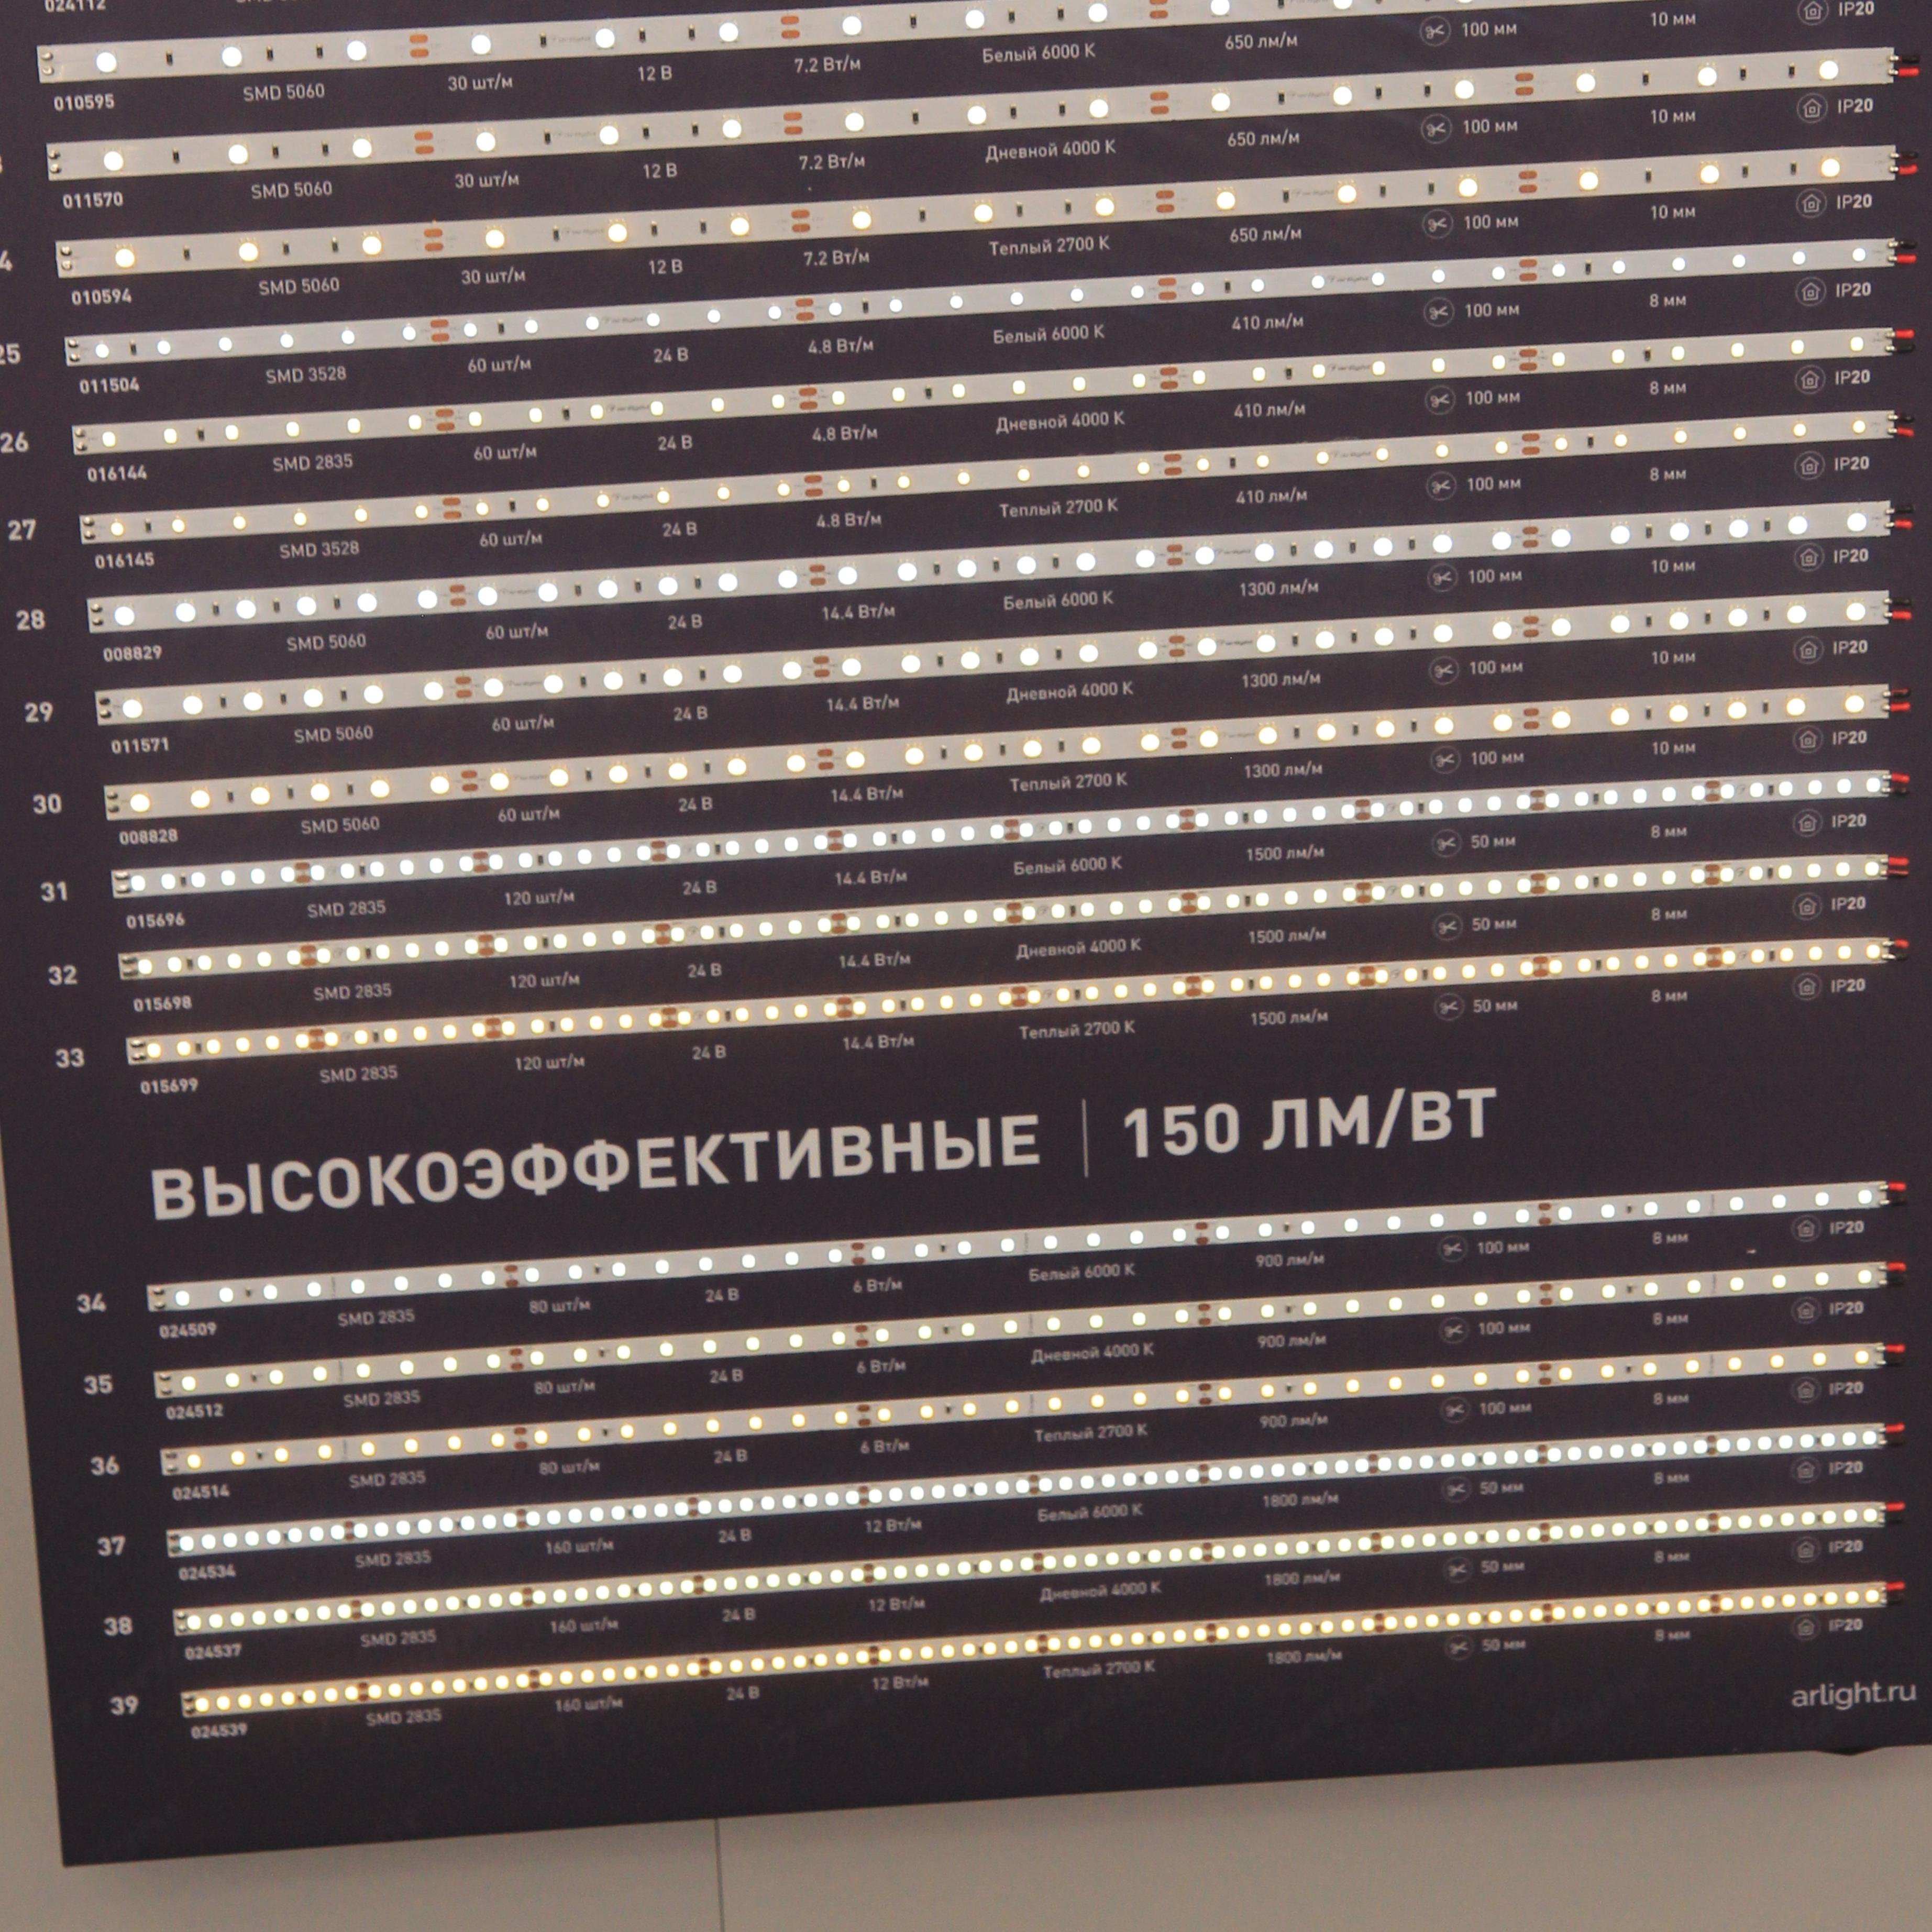 024112
010595 SMD 5060 30 шт/м 12 В 7.2 Вт/м Белый 6000 К 650 лм/м 100 мм 10 мм IP20
011570 SMD 5060 30 шт/м 12 В 7.2 Вт/м Дневной 4000 К 650 лм/м 100 мм 10 мм IP20
4 010594 SMD 5060 30 шт/м 12 В 7.2 Вт/м Теплый 2700 К 650 лм/м 100 мм 10 мм IP20
25 011504 SMD 3528 60 шт/м 24 В 4.8 Вт/м Белый 6000 К 410 лм/м 100 мм 8 мм IP20
26 016144 SMD 2835 60 шт/м 24 В 4.8 Вт/м Дневной 4000 К 410 лм/м 100 мм 8 мм IP20
27 016145 SMD 3528 60 шт/м 24 В 4.8 Вт/м Теплый 2700 К 410 лм/м 100 мм 8 мм IP20
28 008829 SMD 5060 60 шт/м 24 В 14.4 Вт/м Белый 6000 К 1300 лм/м 100 мм 10 мм IP20
29 011571 SMD 5060 60 шт/м 24 В 14.4 Вт/м Дневной 4000 К 1300 лм/м 100 мм 10 мм IP20
30 008828 SMD 5060 60 шт/м 24 В 14.4 Вт/м Теплый 2700 К 1300 лм/м 100 мм 10 мм IP20
31 015696 SMD 2835 120 шт/м 24 В 14.4 Вт/м Белый 6000 К 1500 лм/м 50 мм 8 мм IP20
32 015698 SMD 2835 120 шт/м 24 В 14.4 Вт/м Дневной 4000 К 1500 лм/м 50 мм 8 мм IP20
33 015699 SMD 2835 120 шт/м 24 В 14.4 Вт/м Теплый 2700 К 1500 лм/м 50 мм 8 мм IP20
ВЫСОКОЭФФЕКТИВНЫЕ | 150 ЛМ/ВТ
34 024509 SMD 2835 80 шт/м 24 В 6 Вт/м Белый 6000 К 900 лм/м 100 мм 8 мм IP20
35 024512 SMD 2835 80 шт/м 24 В 6 Вт/м Дневной 4000 К 900 лм/м 100 мм 8 мм IP20
36 024514 SMD 2835 80 шт/м 24 В 6 Вт/м Теплый 2700 К 900 лм/м 100 мм 8 мм IP20
37 024534 SMD 2835 160 шт/м 24 В 12 Вт/м Белый 6000 К 1800 лм/м 50 мм 8 мм IP20
38 024537 SMD 2835 160 шт/м 24 В 12 Вт/м Дневной 4000 К 1800 лм/м 50 мм 8 мм IP20
39 024539 SMD 2835 160 шт/м 24 В 12 Вт/м Теплый 2700 К 1800 лм/м 50 мм 8 мм IP20
arlight.ru